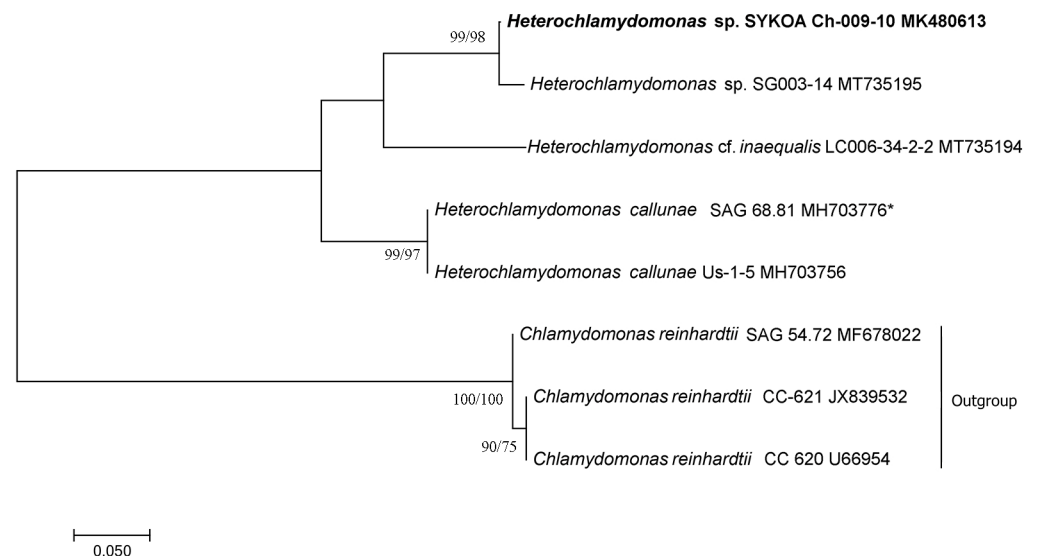 Heterochlamydomonas sp. SYKOA Ch-009-10 MK480613
99/98
Heterochlamydomonas sp. SG003-14 MT735195
Heterochlamydomonas cf. inaequalis LC006-34-2-2 MT735194
Heterochlamydomonas callunae SAG 68.81 MH703776*
99/97
Heterochlamydomonas callunae Us-1-5 MH703756
Chlamydomonas reinhardtii SAG 54.72 MF678022
100/100
Chlamydomonas reinhardtii CC-621 JX839532
Outgroup
90/75
Chlamydomonas reinhardtii CC 620 U66954
0.050